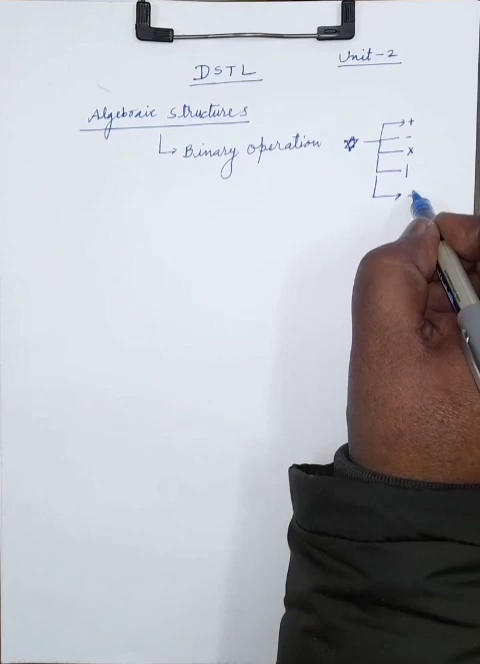 DSTL
Unit-2
Algebraic Structures
Binary operation ✡ +
-
×
|